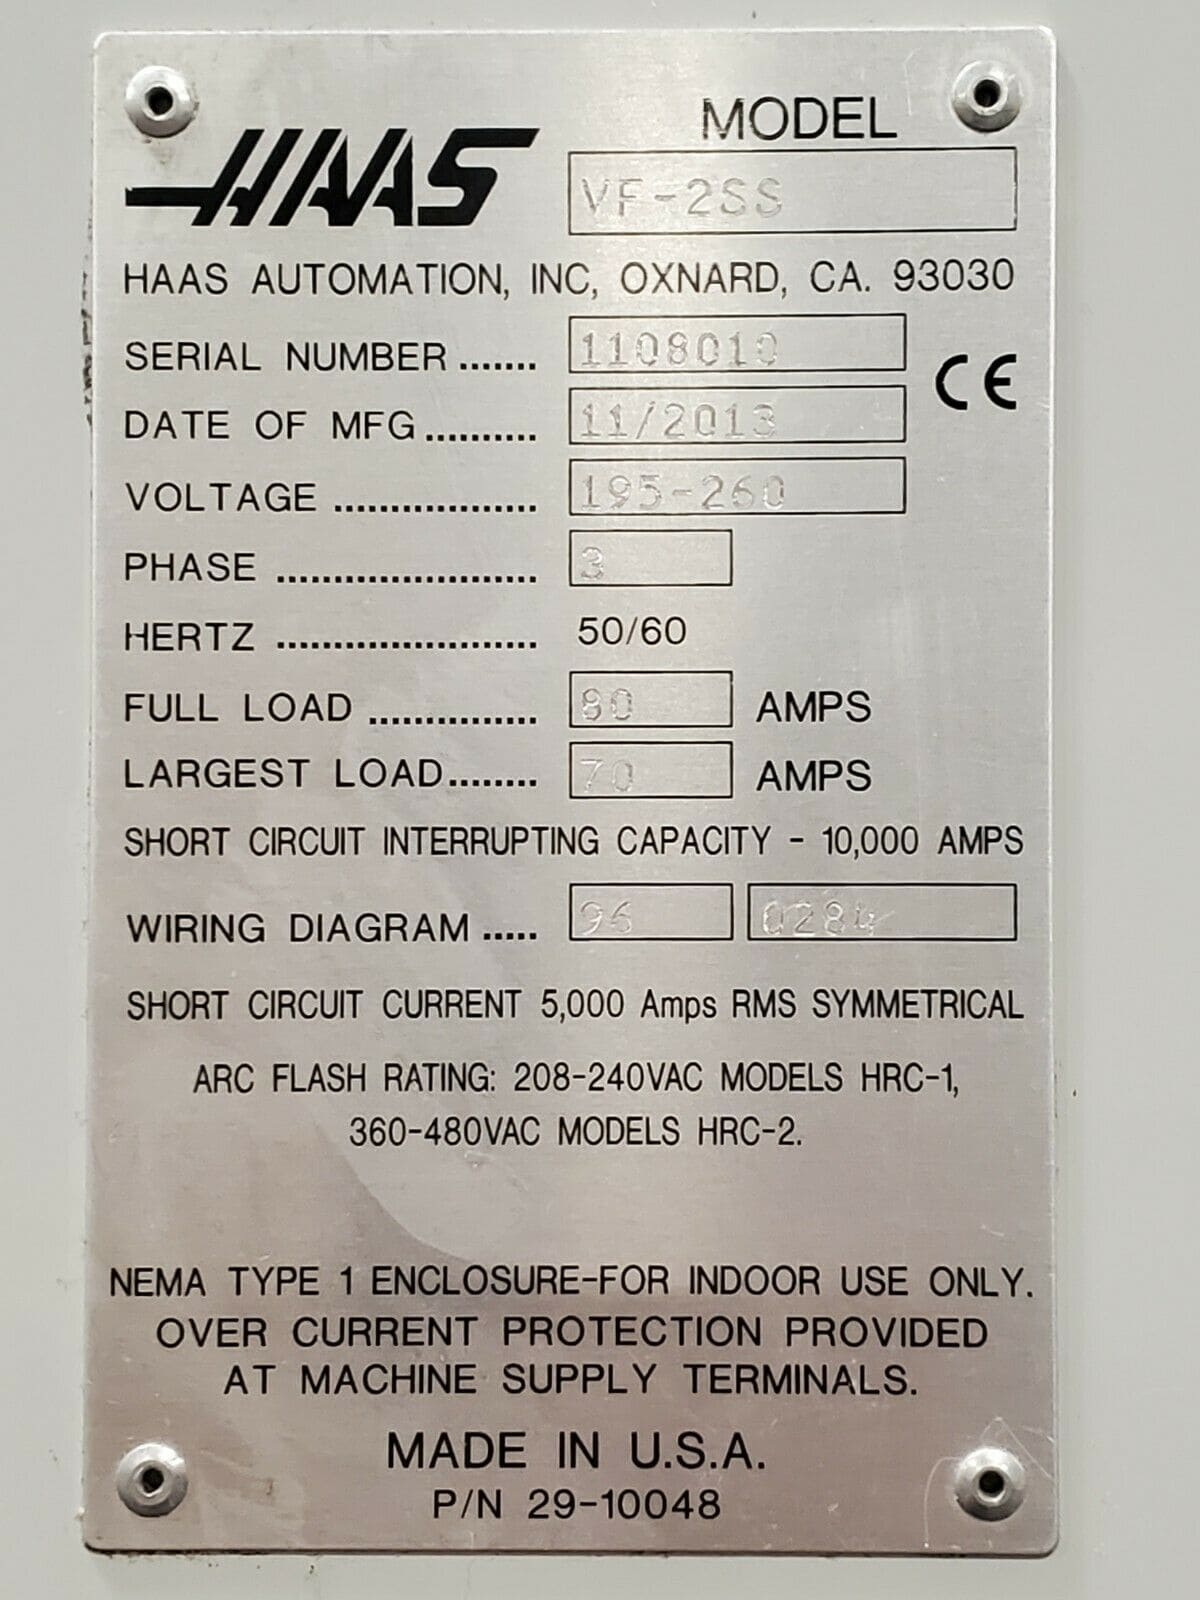 HAAS
MODEL
VF-2SS
HAAS AUTOMATION, INC, OXNARD, CA. 93030
SERIAL NUMBER ....... 1108010
CE
DATE OF MFG .......... 11/2013
VOLTAGE .................. 195-260
PHASE ....................... 3
HERTZ ....................... 50/60
FULL LOAD ............... 80 AMPS
LARGEST LOAD........ 70 AMPS
SHORT CIRCUIT INTERRUPTING CAPACITY - 10,000 AMPS
WIRING DIAGRAM ..... 96 0284
SHORT CIRCUIT CURRENT 5,000 Amps RMS SYMMETRICAL
ARC FLASH RATING: 208-240VAC MODELS HRC-1,
360-480VAC MODELS HRC-2.
NEMA TYPE 1 ENCLOSURE-FOR INDOOR USE ONLY.
OVER CURRENT PROTECTION PROVIDED
AT MACHINE SUPPLY TERMINALS.
MADE IN U.S.A.
P/N 29-10048